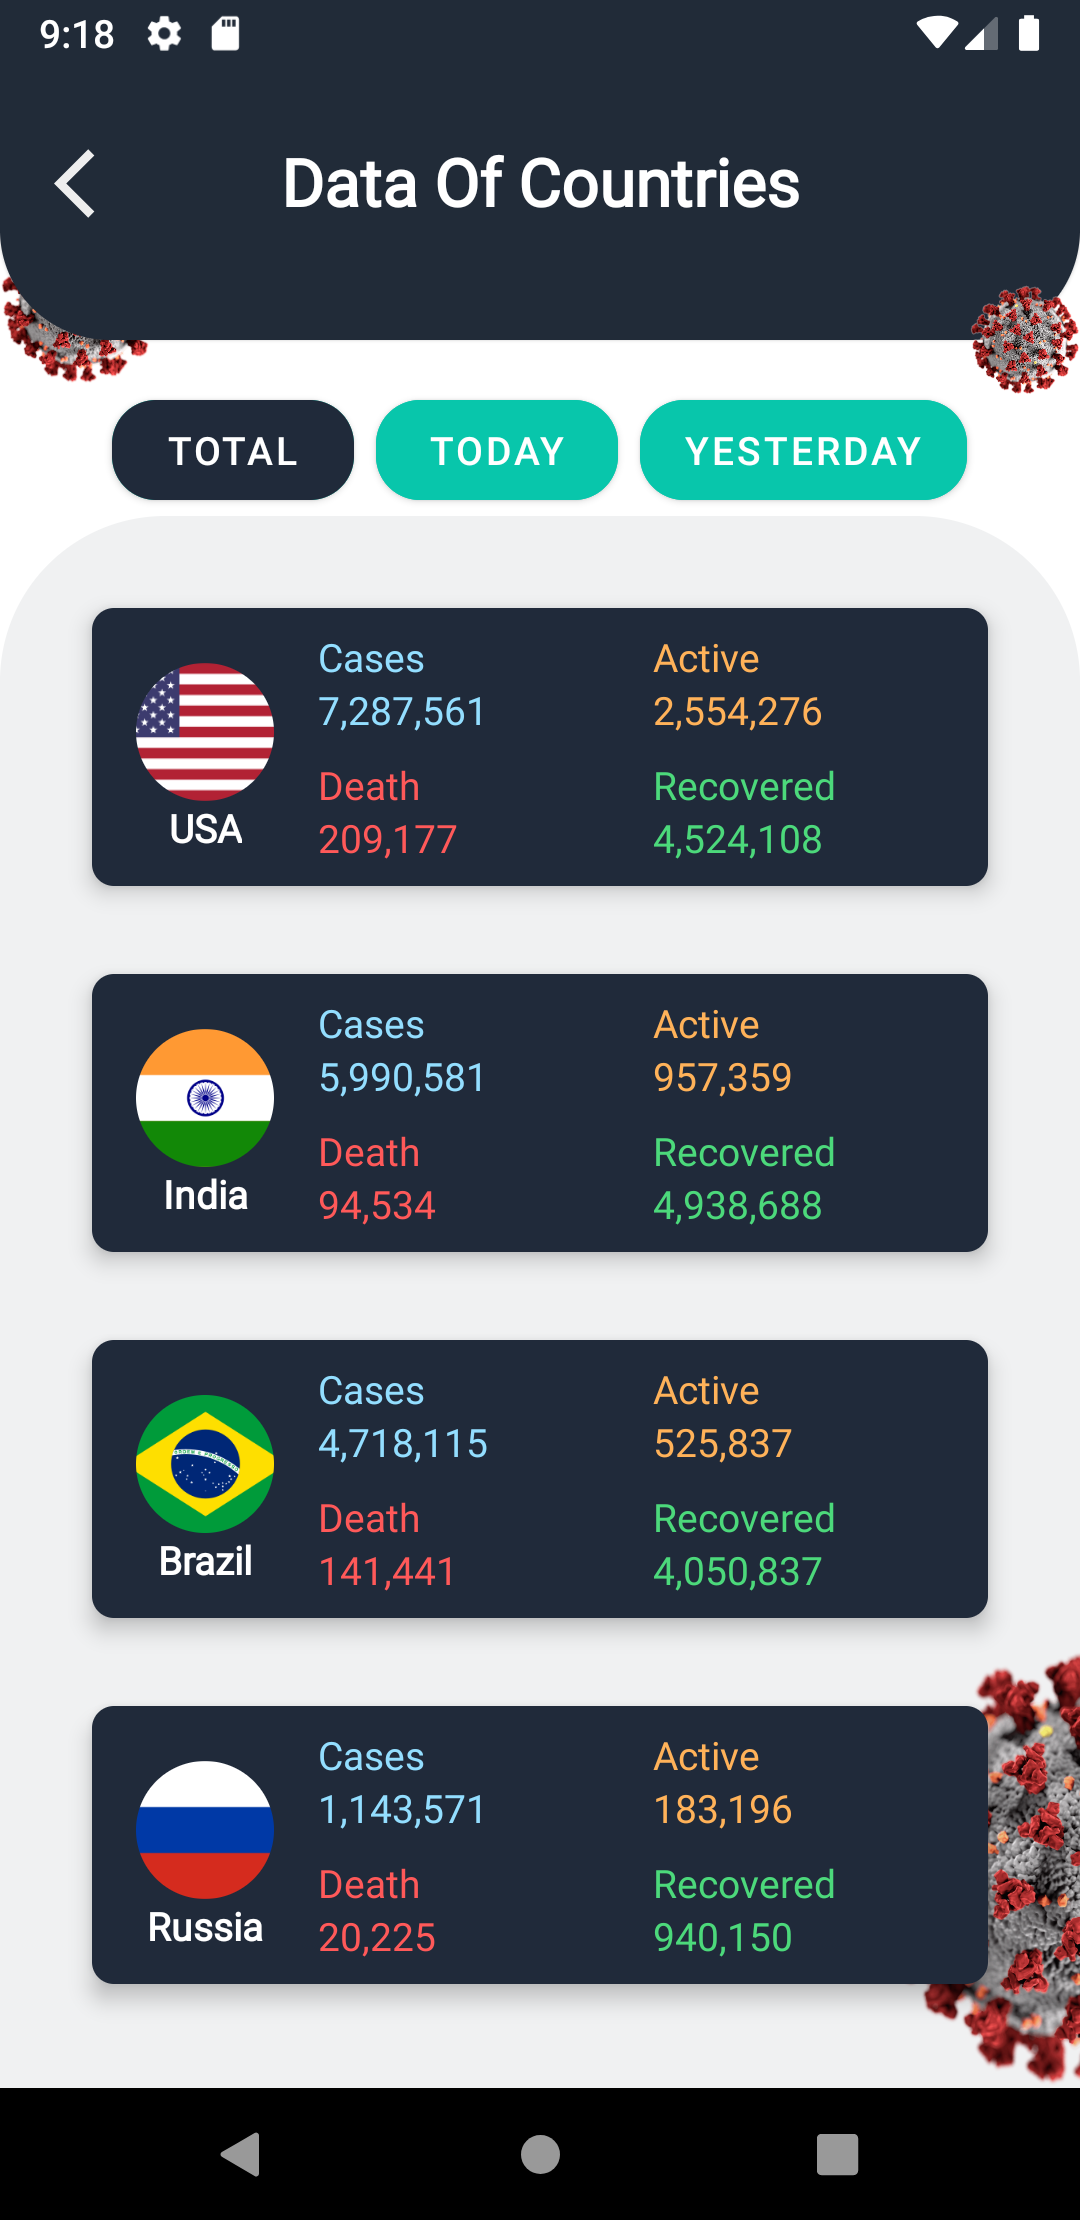 9:18
Data Of Countries
TOTAL TODAY YESTERDAY
Cases Active
7,287,561 2,554,276
Death Recovered
USA 209,177 4,524,108
Cases Active
5,990,581 957,359
Death Recovered
India 94,534 4,938,688
Cases Active
4,718,115 525,837
Death Recovered
Brazil 141,441 4,050,837
Cases Active
1,143,571 183,196
Death Recovered
Russia 20,225 940,150